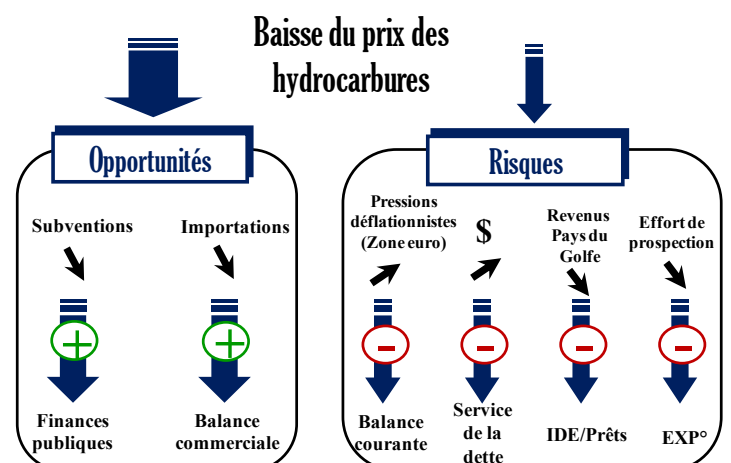 Baisse du prix des
hydrocarbures
Opportunités
Subventions
Importations
+
+
Finances
publiques
Balance
commerciale
Risques
Pressions
déflationnistes
(Zone euro)
$
Revenus
Pays du
Golfe
Effort de
prospection
-
-
-
-
Balance
courante
Service
de la
dette
IDE/Prêts
EXP°